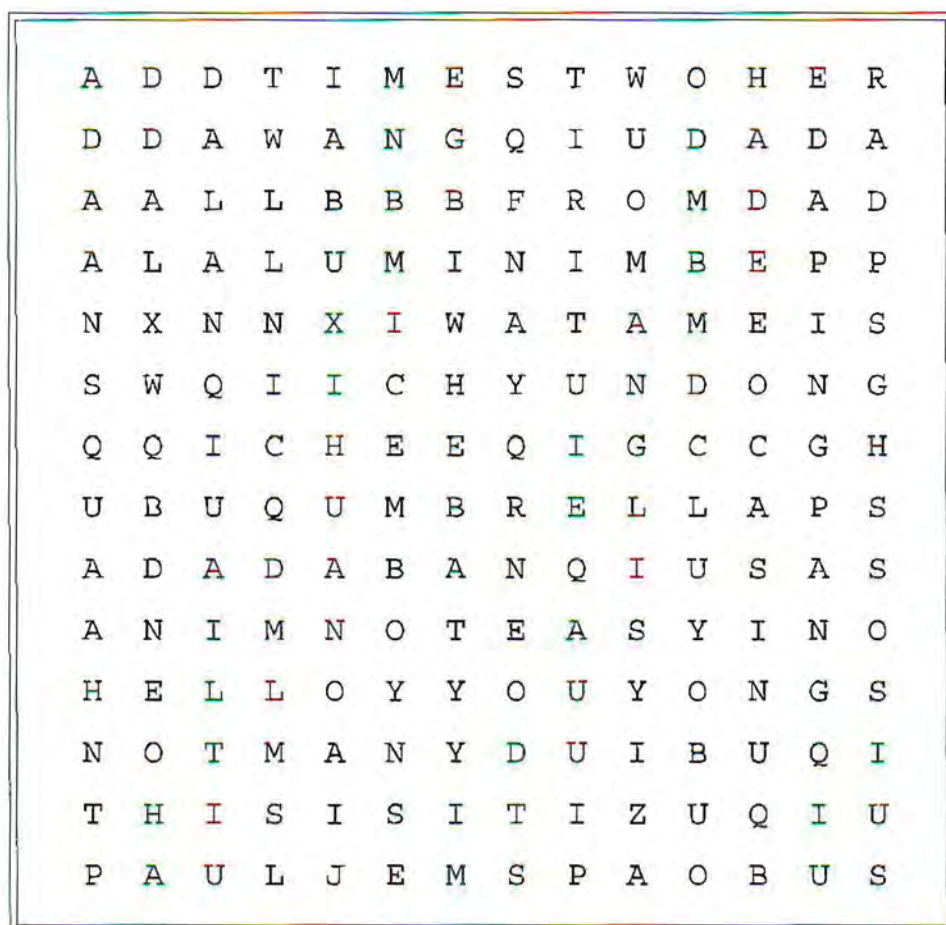 A D D T I M E S T W O H E R
D D A W A N G Q I U D A D A
A A L L B B B F R O M D A D
A L A L U M I N I M B E P P
N X N N X I W A T A M E I S
S W Q I I C H Y U N D O N G
Q Q I C H E E Q I G C C G H
U B U Q U M B R E L L A P S
A D A D A B A N Q I U S A S
A N I M N O T E A S Y I N O
H E L L O Y Y O U Y O N G S
N O T M A N Y D U I B U Q I
T H I S I S I T I Z U Q I U
P A U L J E M S P A O B U S